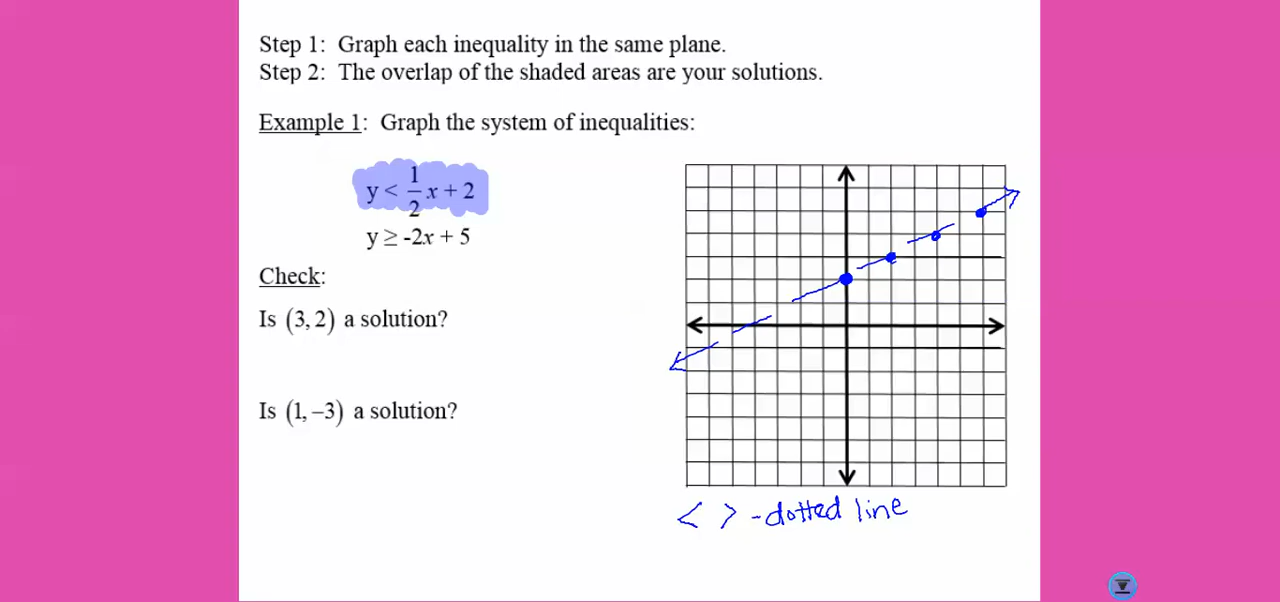 Step 1: Graph each inequality in the same plane.
Step 2: The overlap of the shaded areas are your solutions.
Example 1: Graph the system of inequalities:
y < 1/2 x + 2
y ≥ -2x + 5
Check:
Is (3, 2) a solution?
Is (1, –3) a solution?
< > - dotted line